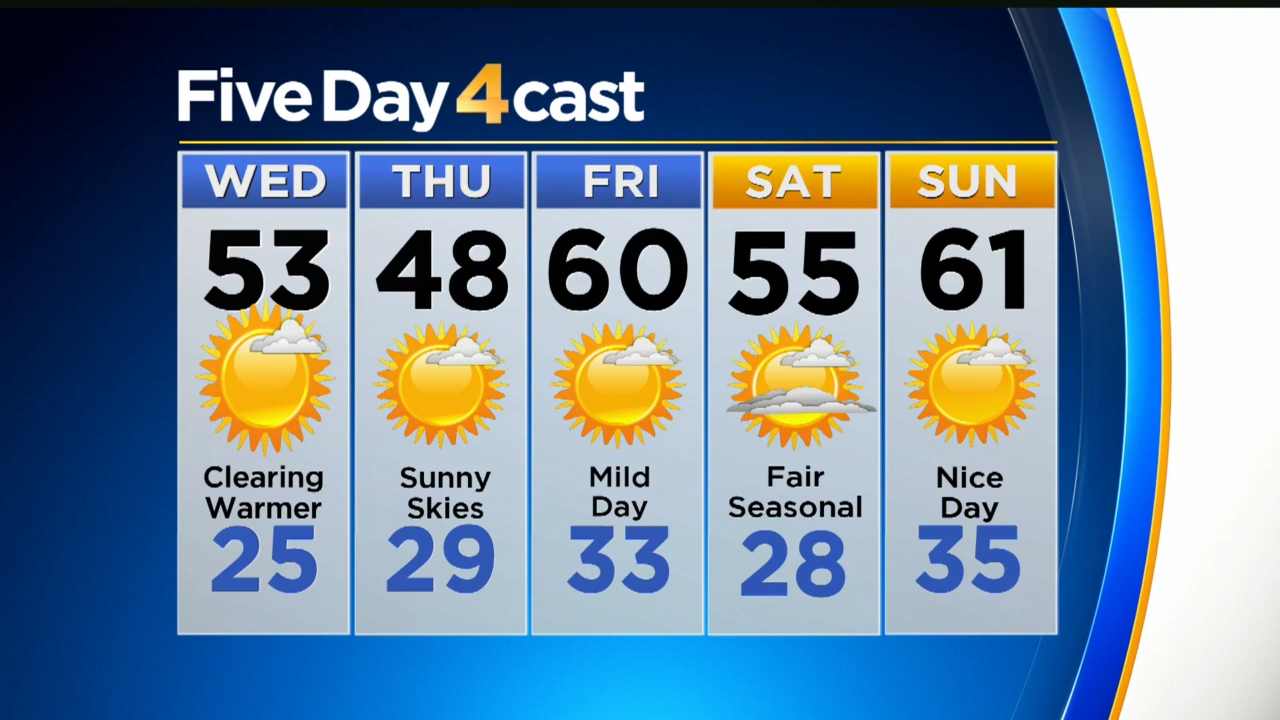 Five Day 4cast
WED THU FRI SAT SUN
53 48 60 55 61
Clearing Sunny Mild Fair Nice
Warmer Skies Day Seasonal Day
25 29 33 28 35